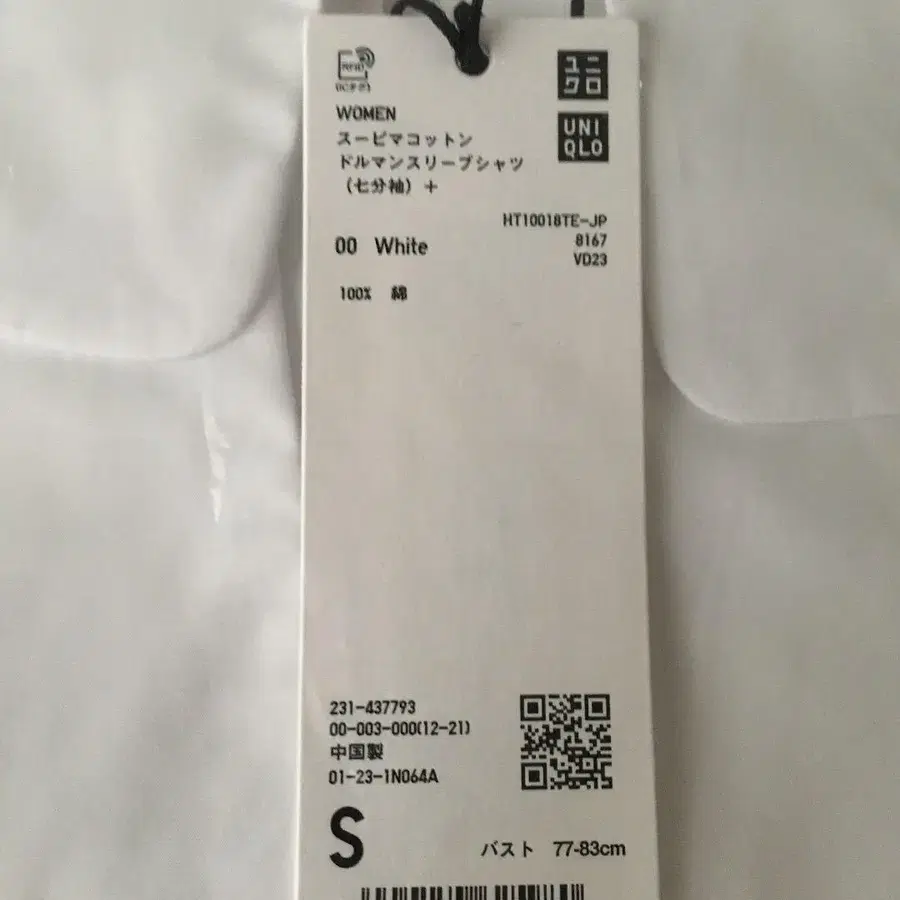 RFID
(ICタグ)
ユニ
クロ
UNI
QLO
WOMEN
スーピマコットン
ドルマンスリーブシャツ
（七分袖）＋
HT10018TE-JP
8167
VD23
00 White
100% 綿
231-437793
00-003-000(12-21)
中国製
01-23-1N064A
S
バスト 77-83cm